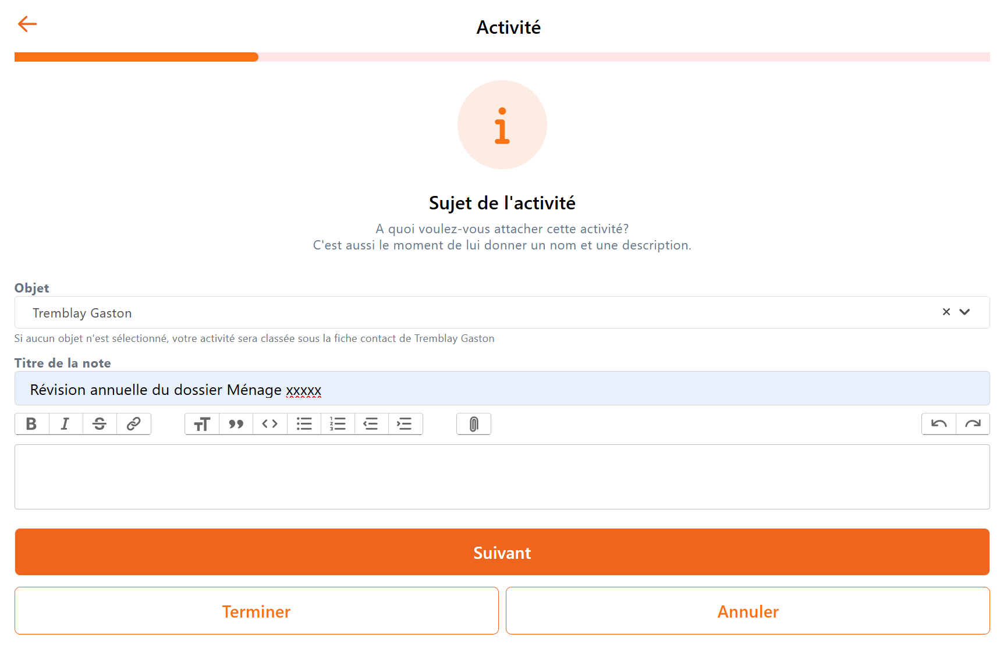 Activité
Sujet de l'activité
A quoi voulez-vous attacher cette activité?
C'est aussi le moment de lui donner un nom et une description.
Objet
Tremblay Gaston
Si aucun objet n'est sélectionné, votre activité sera classée sous la fiche contact de Tremblay Gaston
Titre de la note
Révision annuelle du dossier Ménage xxxxx
Suivant
Terminer
Annuler